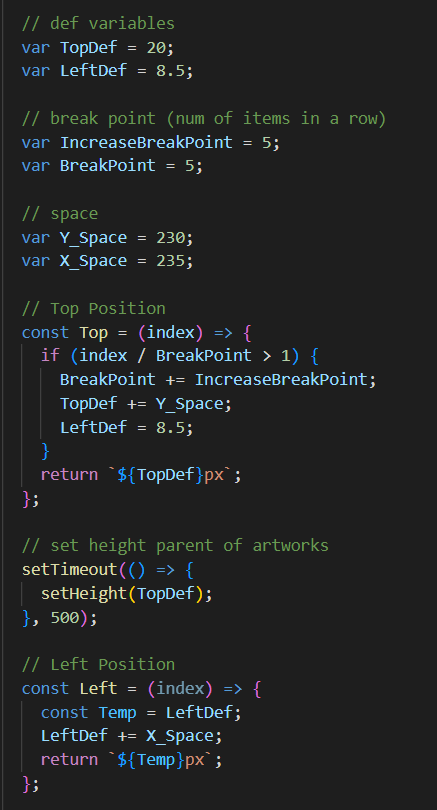 // def variables
var TopDef = 20;
var LeftDef = 8.5;
// break point (num of items in a row)
var IncreaseBreakPoint = 5;
var BreakPoint = 5;
// space
var Y_Space = 230;
var X_Space = 235;
// Top Position
const Top = (index) => {
if (index / BreakPoint > 1) {
BreakPoint += IncreaseBreakPoint;
TopDef += Y_Space;
LeftDef = 8.5;
}
return `${TopDef}px`;
};
// set height parent of artworks
setTimeout(() => {
setHeight(TopDef);
}, 500);
// Left Position
const Left = (index) => {
const Temp = LeftDef;
LeftDef += X_Space;
return `${Temp}px`;
};